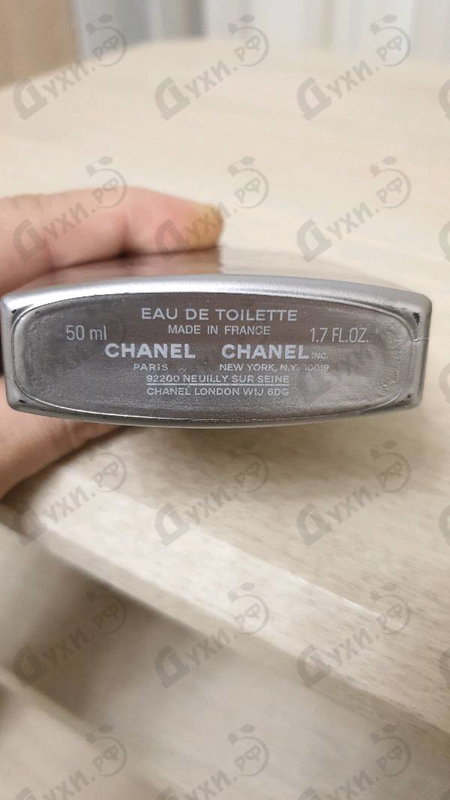 EAU DE TOILETTE
50 ml MADE IN FRANCE 1.7 FL.OZ.
CHANEL CHANEL INC.
PARIS NEW YORK, N.Y. 10019
92200 NEUILLY SUR SEINE
CHANEL LONDON W1J 6DG
Духи.РФ